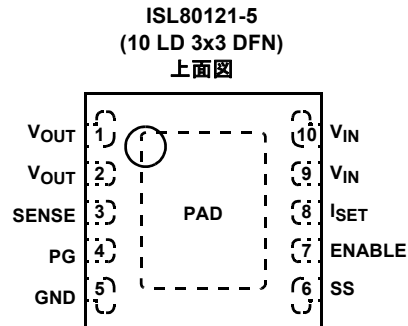 ISL80121-5
(10 LD 3x3 DFN)
上面図
VOUT 1
VOUT 2
SENSE 3
PG 4
GND 5
PAD
10 VIN
9 VIN
8 ISET
7 ENABLE
6 SS